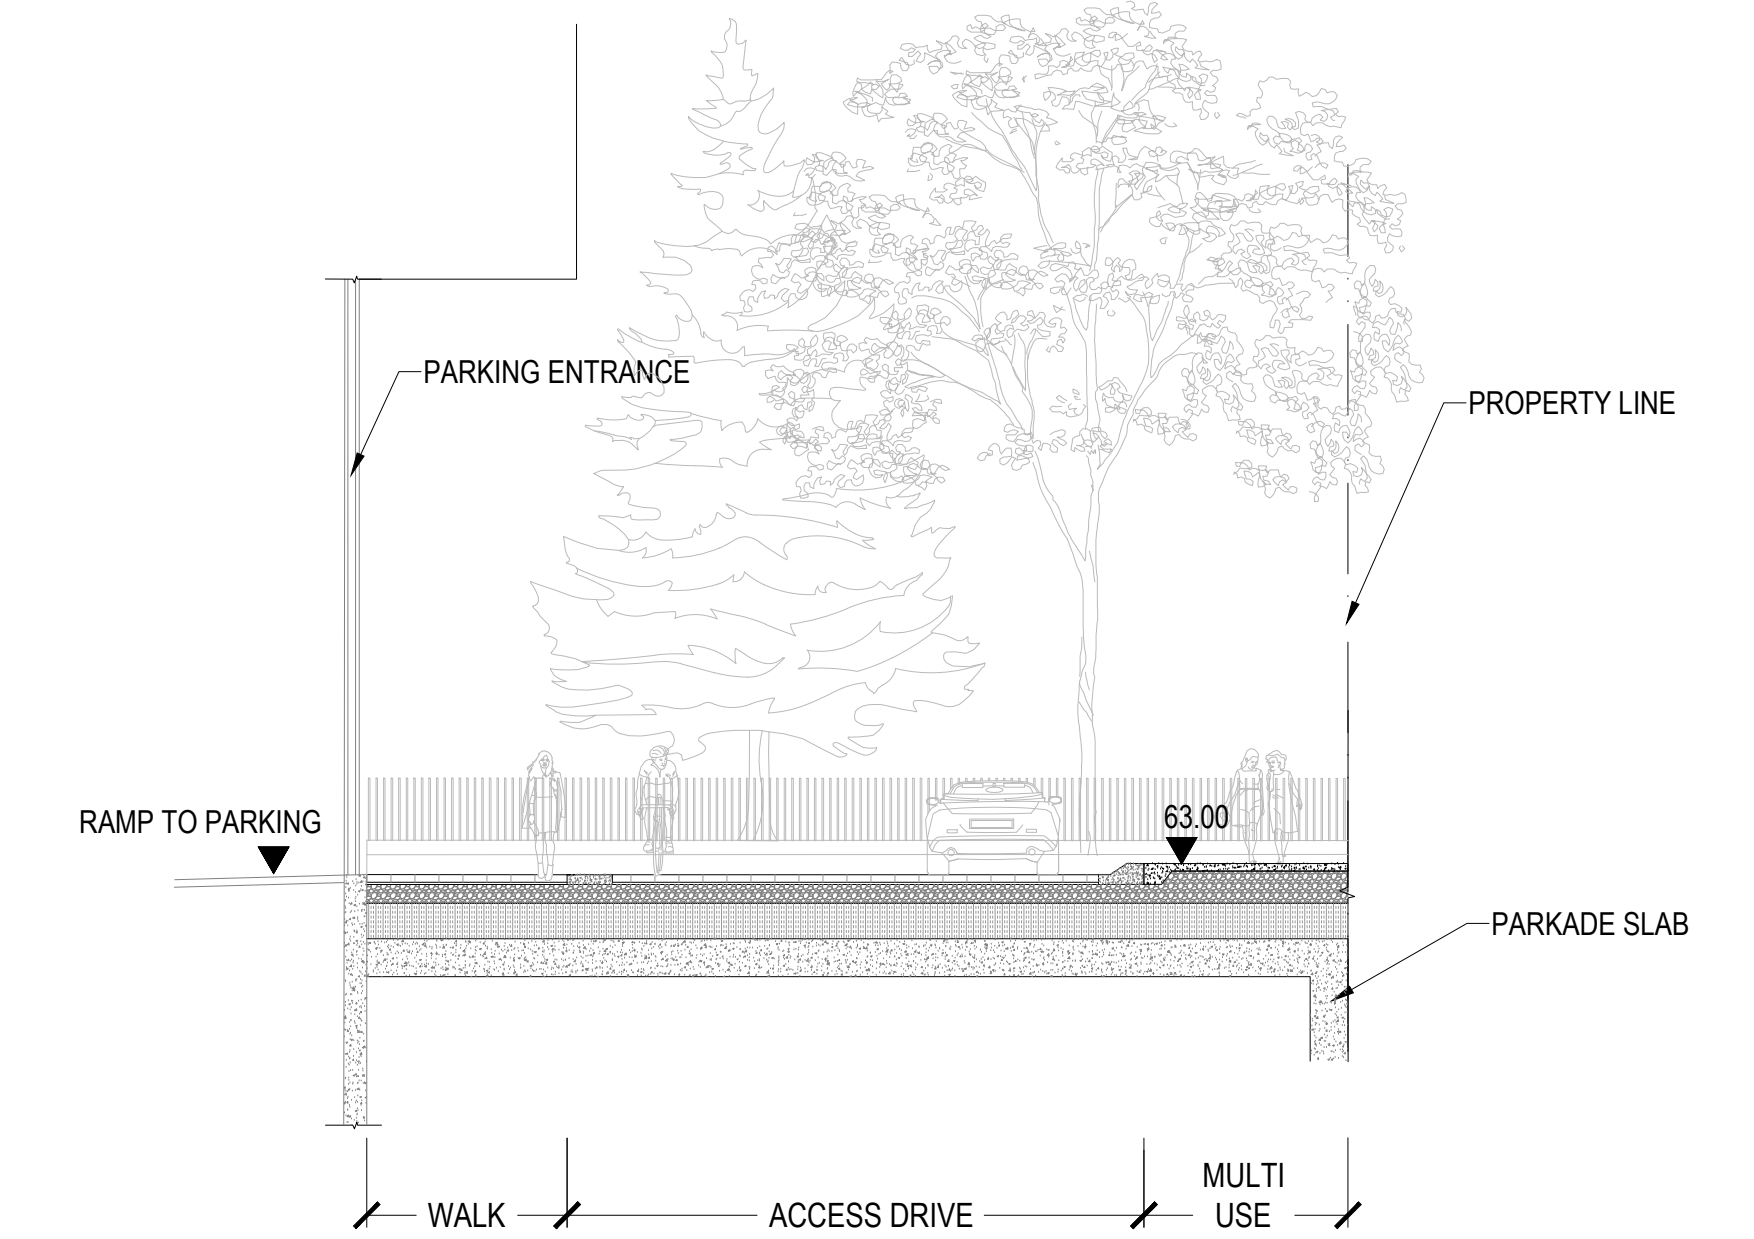 PARKING ENTRANCE
PROPERTY LINE
63.00
RAMP TO PARKING
PARKADE SLAB
WALK
ACCESS DRIVE
MULTI
USE